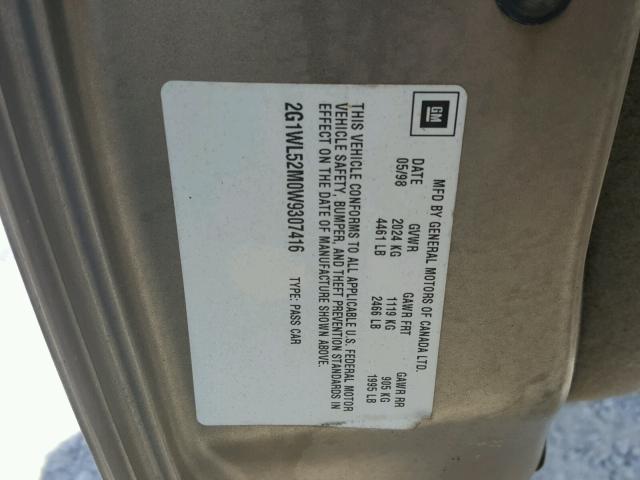 GM
MFD BY GENERAL MOTORS OF CANADA LTD.
DATE GVWR GAWR FRT GAWR RR
05/98 2024 KG 1119 KG 905 KG
4461 LB 2466 LB 1995 LB
THIS VEHICLE CONFORMS TO ALL APPLICABLE U.S. FEDERAL MOTOR
VEHICLE SAFETY, BUMPER, AND THEFT PREVENTION STANDARDS IN
EFFECT ON THE DATE OF MANUFACTURE SHOWN ABOVE.
2G1WL52M0W9307416 TYPE: PASS CAR